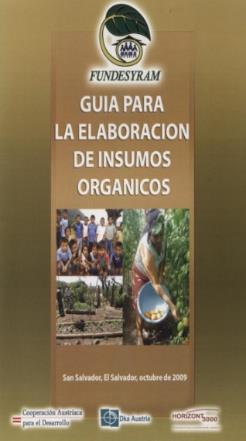 FUNDESYRAM
GUIA PARA
LA ELABORACION
DE INSUMOS
ORGANICOS
San Salvador, El Salvador, octubre de 2009
Cooperación Austriaca
para el Desarrollo
Dka Austria
HORIZONT3000